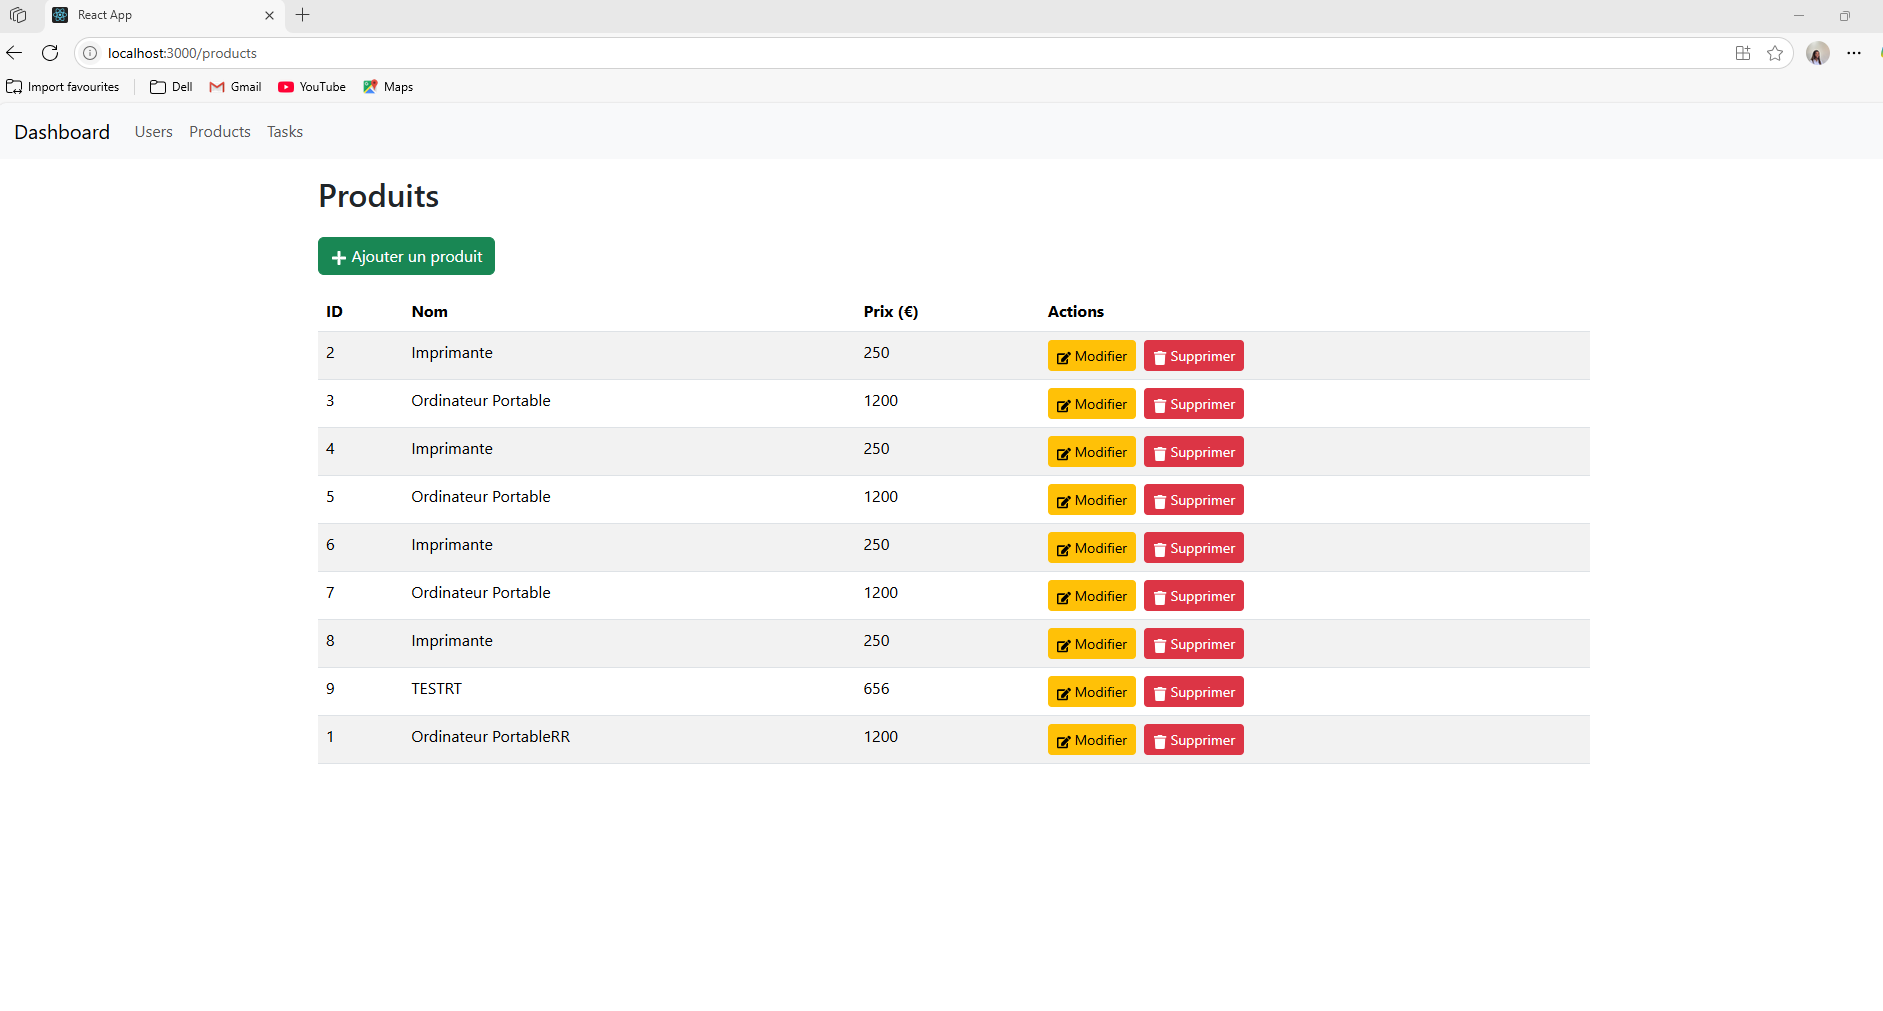 React App
localhost:3000/products
Import favourites Dell Gmail YouTube Maps
Dashboard Users Products Tasks
Produits
Ajouter un produit
ID Nom Prix (€) Actions
2 Imprimante 250 Modifier Supprimer
3 Ordinateur Portable 1200 Modifier Supprimer
4 Imprimante 250 Modifier Supprimer
5 Ordinateur Portable 1200 Modifier Supprimer
6 Imprimante 250 Modifier Supprimer
7 Ordinateur Portable 1200 Modifier Supprimer
8 Imprimante 250 Modifier Supprimer
9 TESTRT 656 Modifier Supprimer
1 Ordinateur PortableRR 1200 Modifier Supprimer